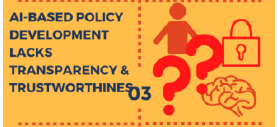 AI-BASED POLICY
DEVELOPMENT
LACKS
TRANSPARENCY &
TRUSTWORTHINES
03